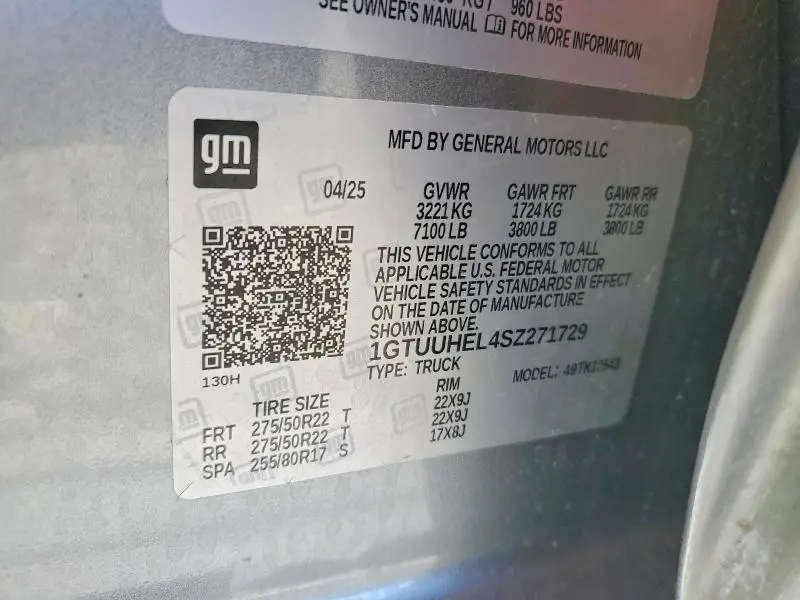 960 LBS
SEE OWNER'S MANUAL FOR MORE INFORMATION
gm
MFD BY GENERAL MOTORS LLC
04/25 GVWR GAWR FRT GAWR RR
3221 KG 1724 KG 1724 KG
7100 LB 3800 LB 3800 LB
THIS VEHICLE CONFORMS TO ALL
APPLICABLE U.S. FEDERAL MOTOR
VEHICLE SAFETY STANDARDS IN EFFECT
ON THE DATE OF MANUFACTURE
SHOWN ABOVE.
1GTUUHEL4SZ271729
130H
TYPE: TRUCK MODEL:
TIRE SIZE RIM
FRT 275/50R22 T 22X9J
RR 275/50R22 T 22X9J
SPA 255/80R17 S 17X8J